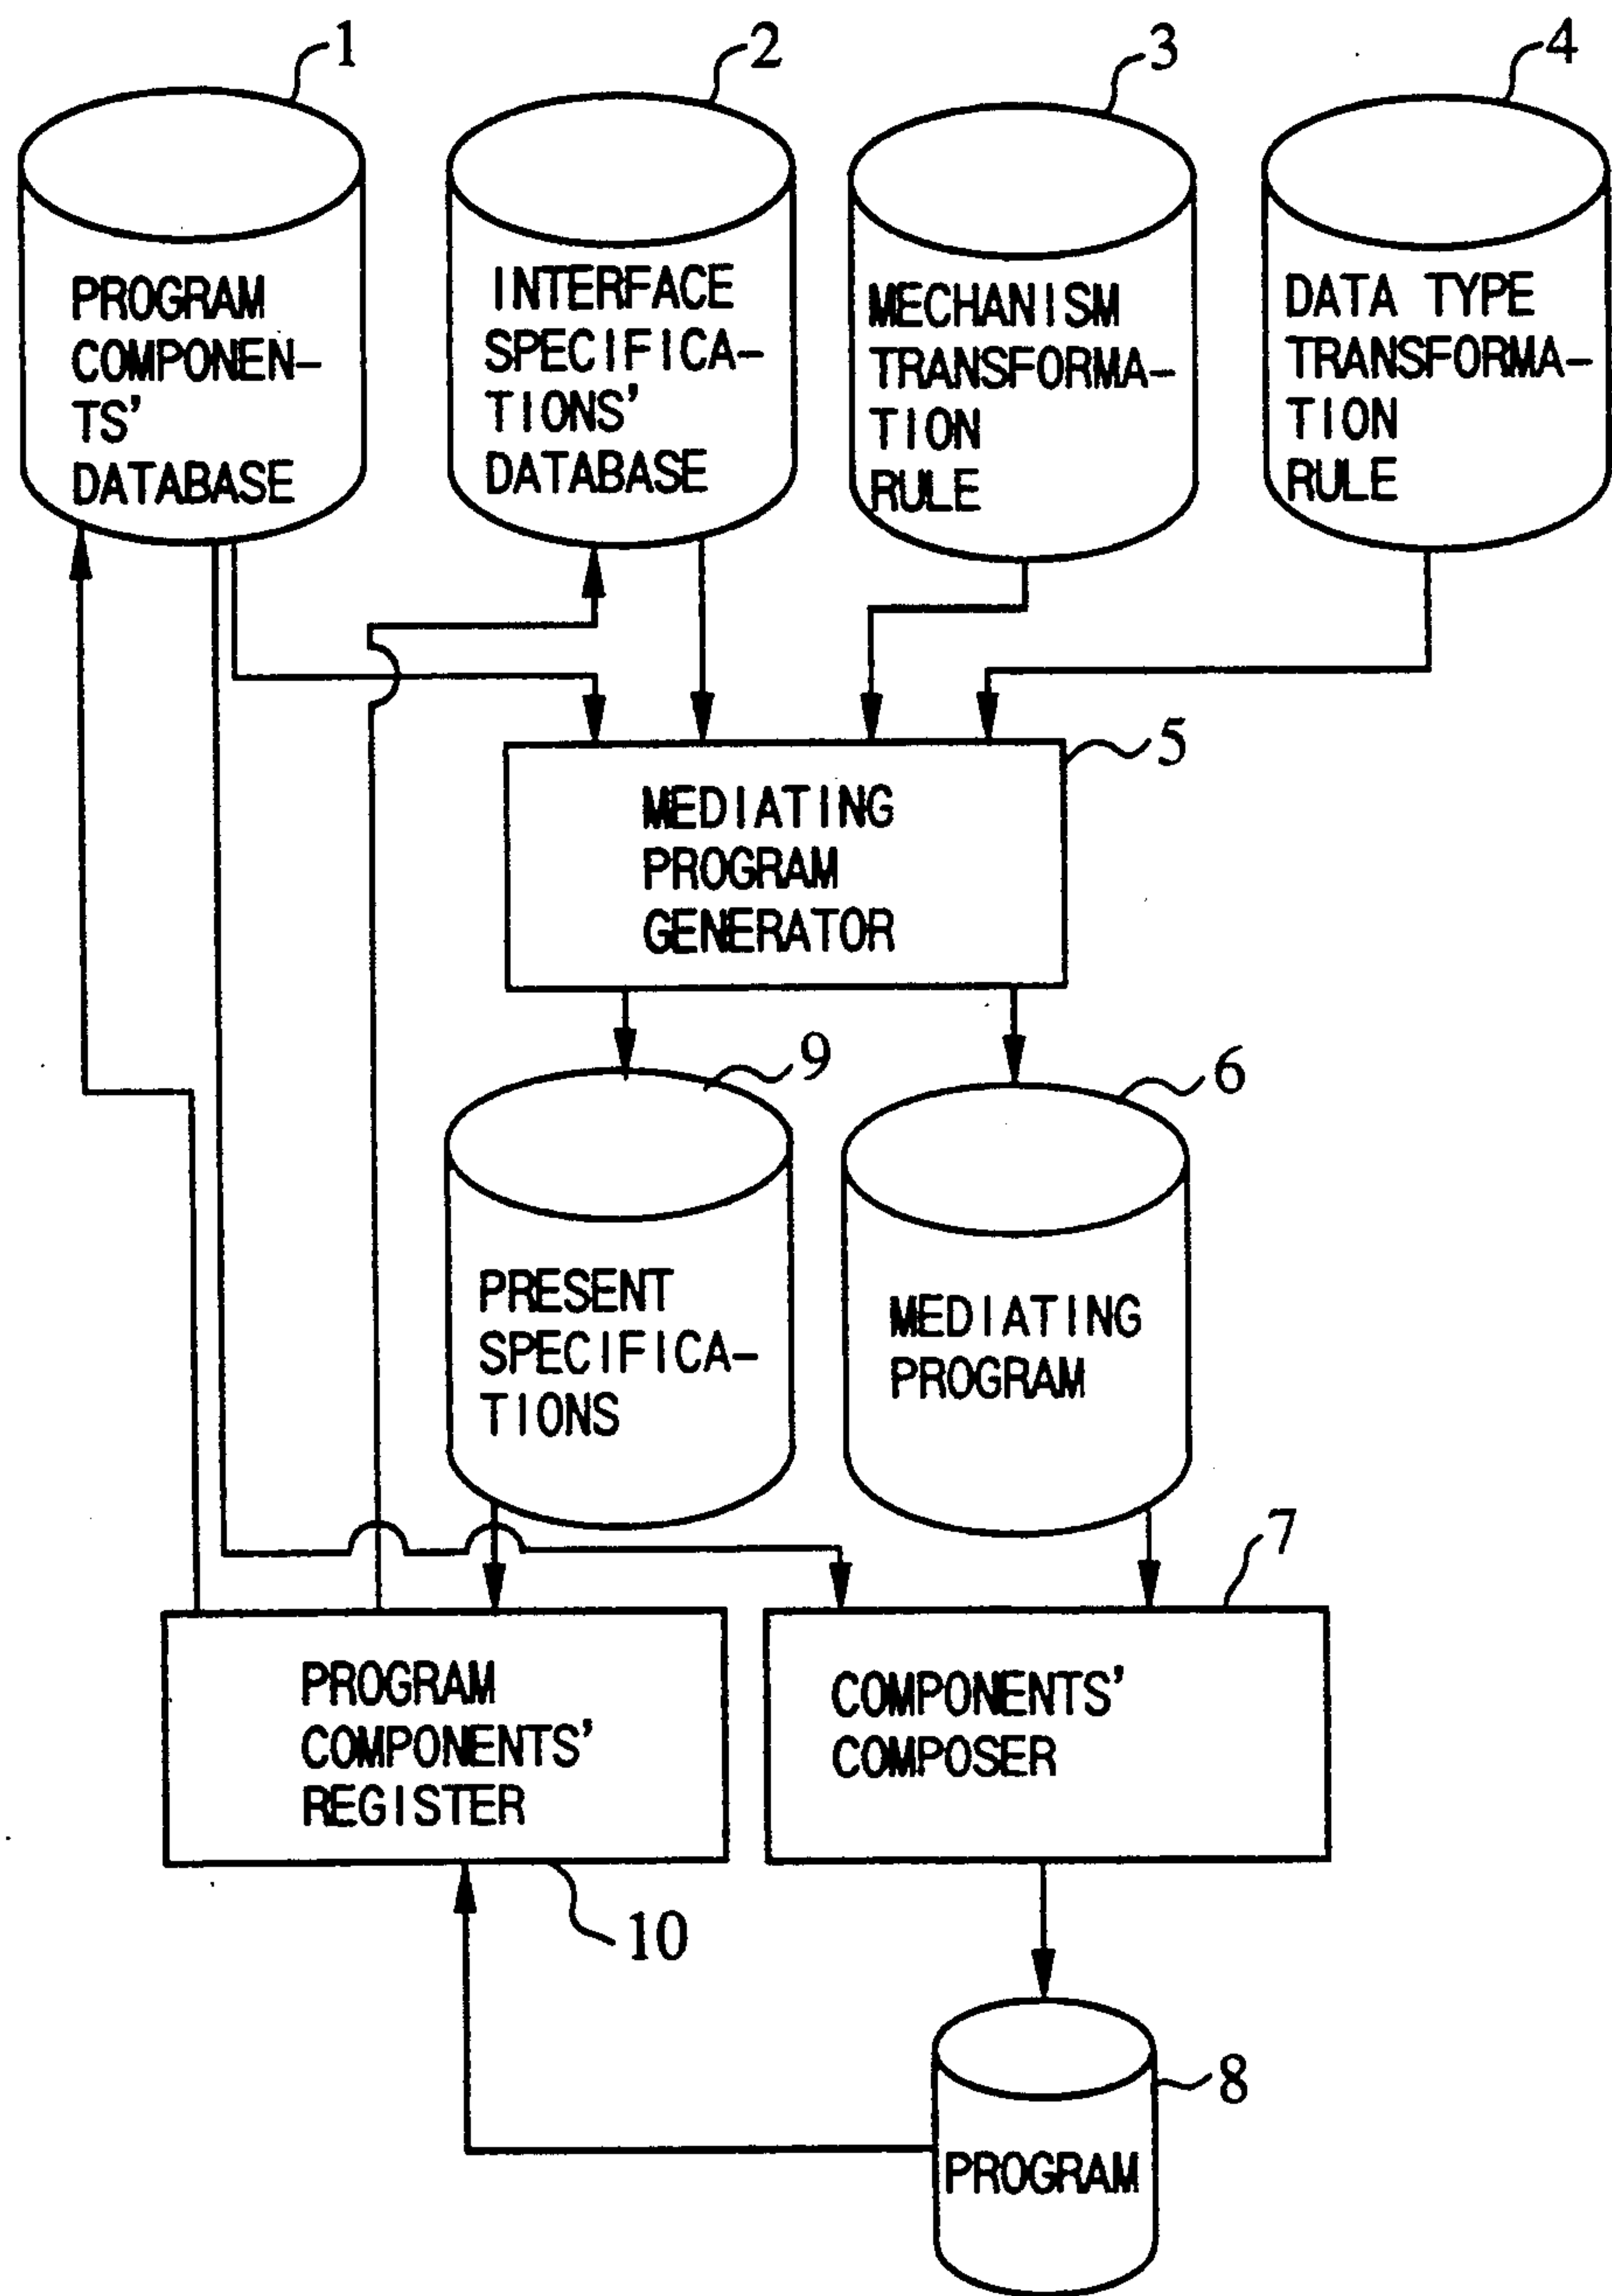 1
2
3
4
PROGRAM
COMPONEN-
TS'
DATABASE
INTERFACE
SPECIFICA-
TIONS'
DATABASE
MECHANISM
TRANSFORMA-
TION
RULE
DATA TYPE
TRANSFORMA-
TION
RULE
5
MEDIATING
PROGRAM
GENERATOR
9
6
PRESENT
SPECIFICA-
TIONS
MEDIATING
PROGRAM
7
PROGRAM
COMPONENTS'
REGISTER
COMPONENTS'
COMPOSER
10
8
PROGRAM